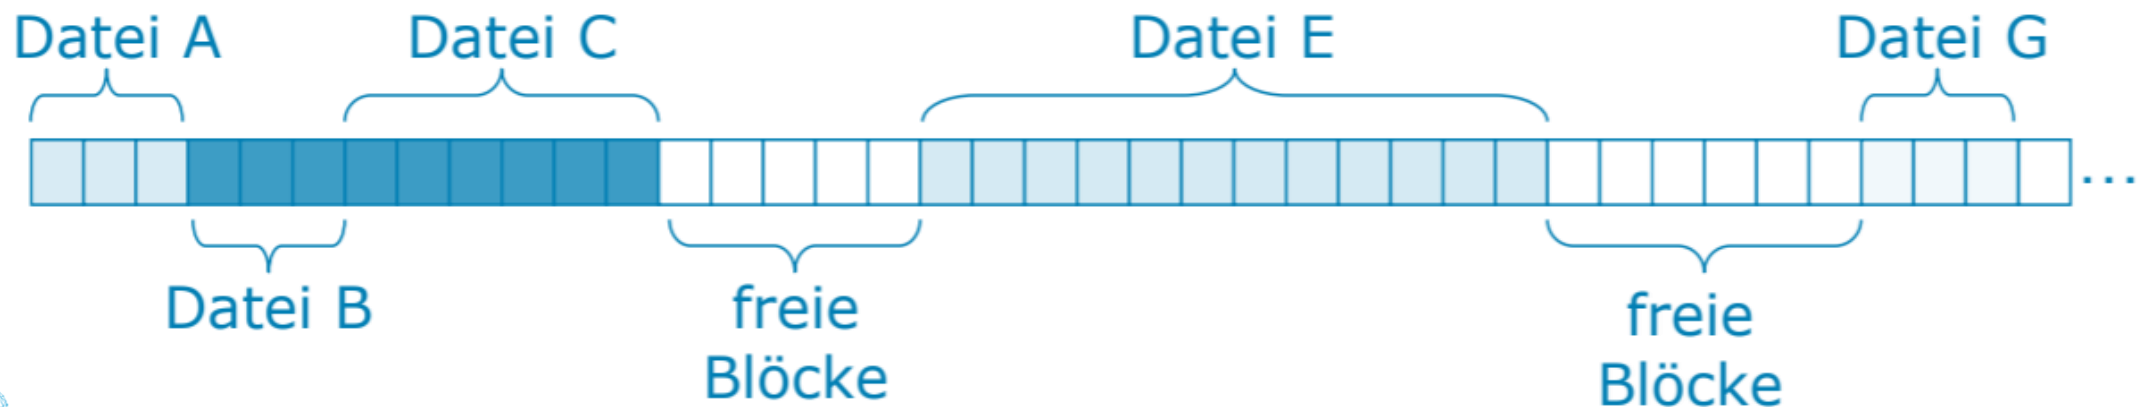 Datei A
Datei C
Datei E
Datei G
...
Datei B
freie
Blöcke
freie
Blöcke